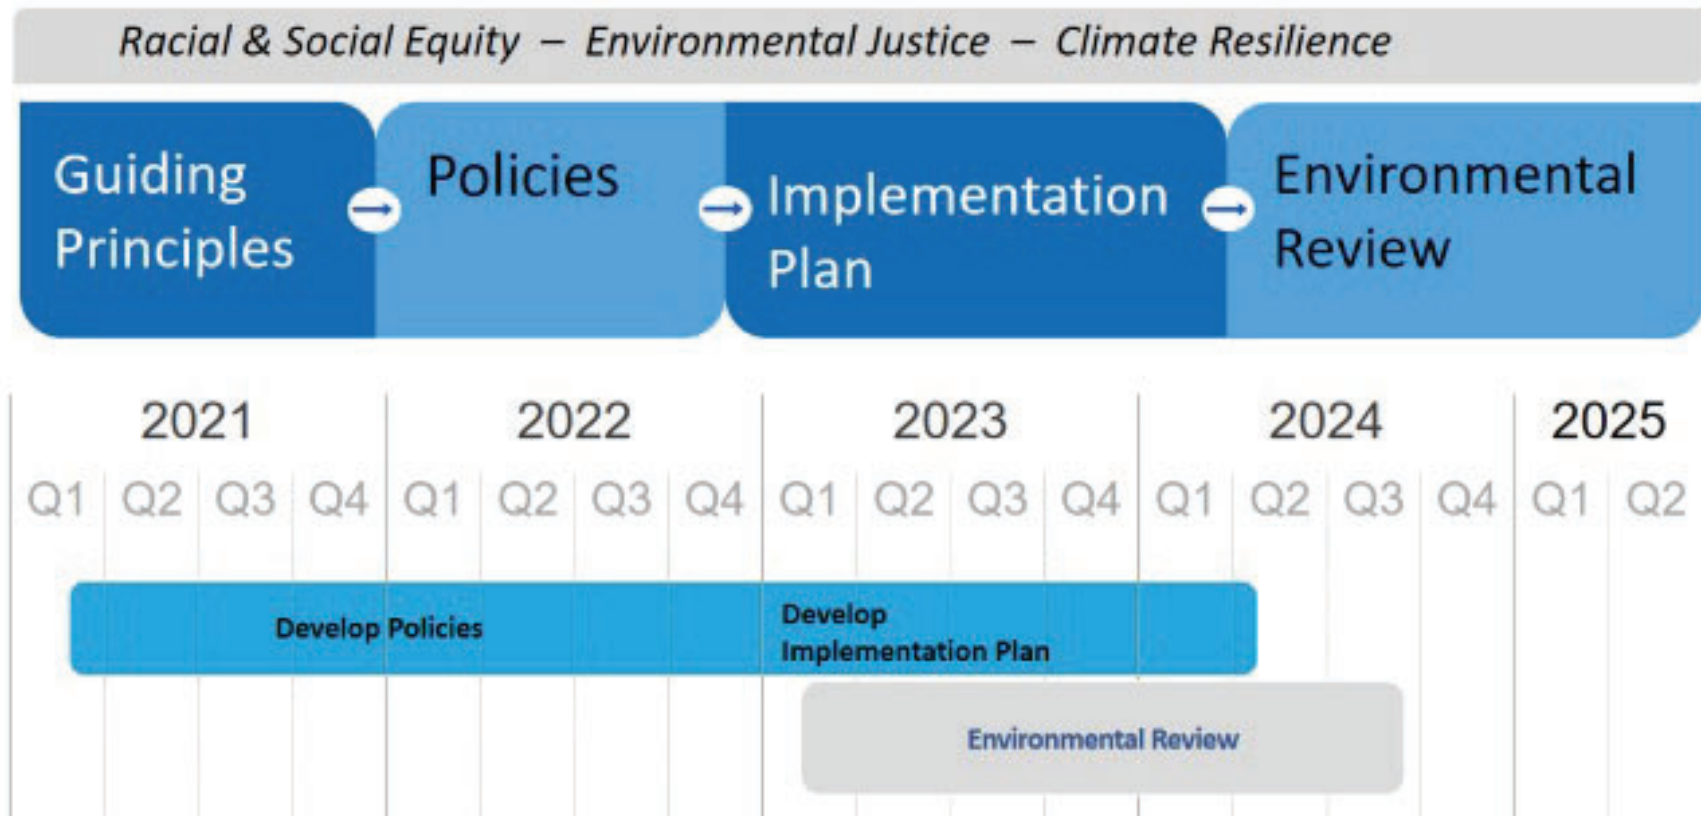 Racial & Social Equity – Environmental Justice – Climate Resilience
Guiding
Principles
Policies
Implementation
Plan
Environmental
Review
2021 2022 2023 2024 2025
Q1 Q2 Q3 Q4 Q1 Q2 Q3 Q4 Q1 Q2 Q3 Q4 Q1 Q2 Q3 Q4 Q1 Q2
Develop Policies
Develop
Implementation Plan
Environmental Review